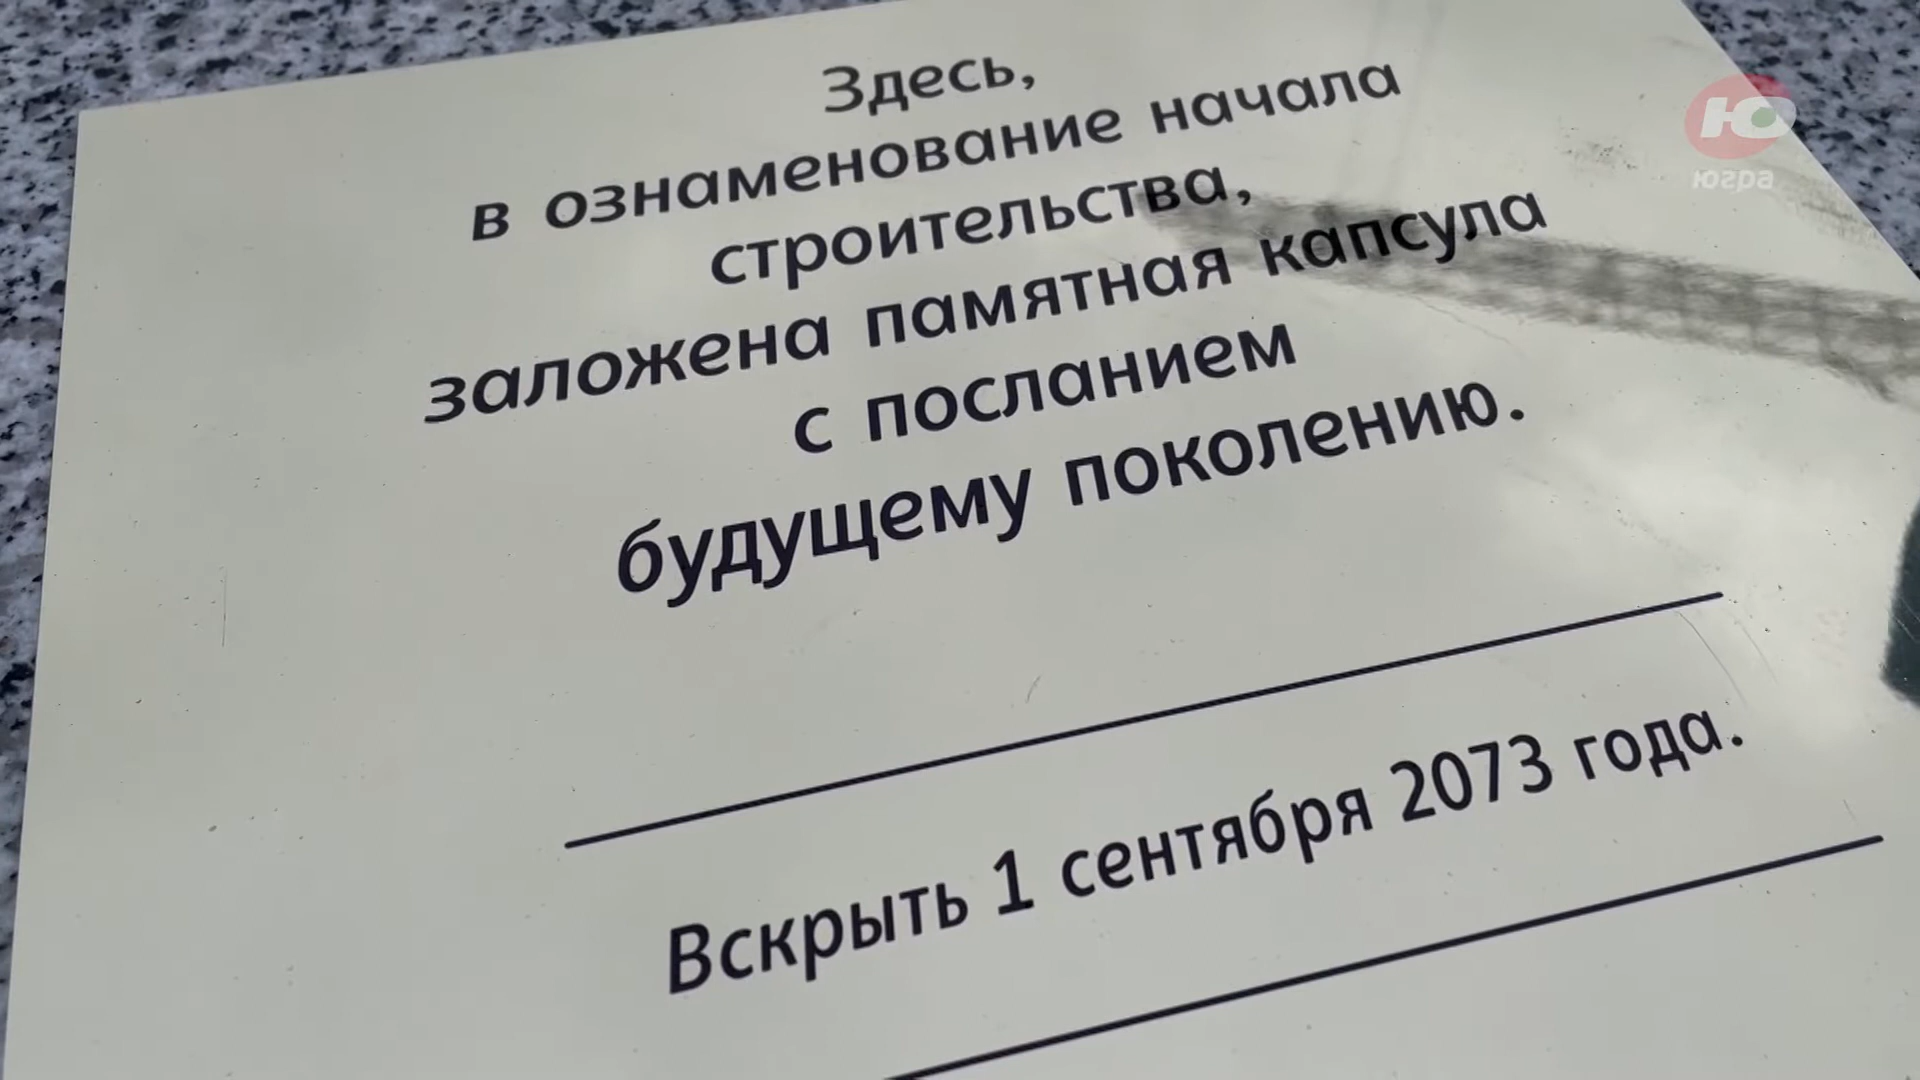 Здесь,
в ознаменование начала
строительства,
заложена памятная капсула
с посланием
будущему поколению.
Вскрыть 1 сентября 2073 года.
Ю
югра